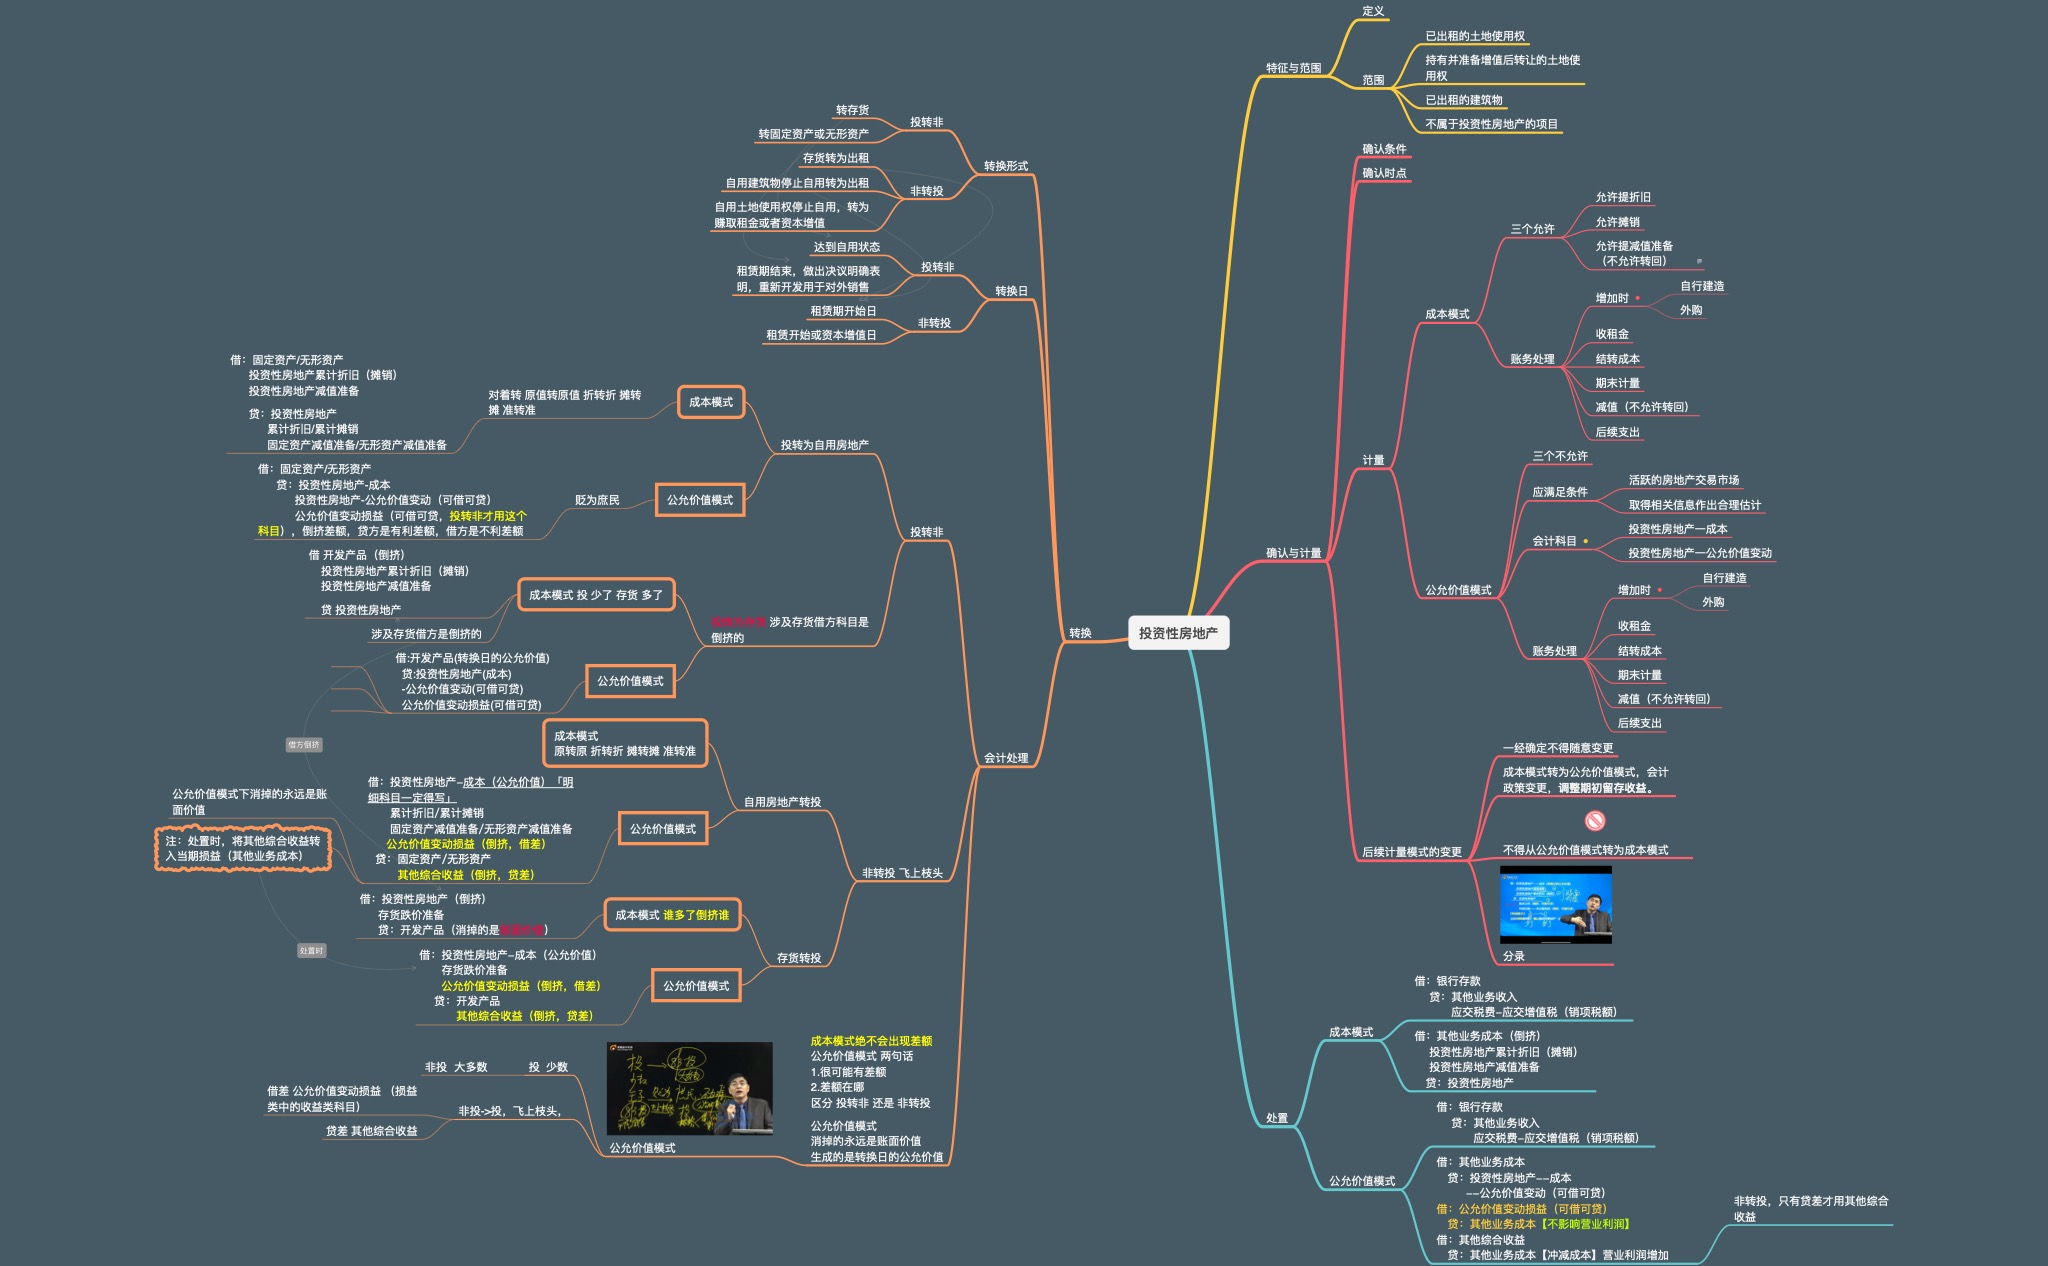 投资性房地产
特征与范围
定义
范围
已出租的土地使用权
持有并准备增值后转让的土地使
用权
已出租的建筑物
不属于投资性房地产的项目
确认与计量
确认条件
确认时点
计量
成本模式
三个允许
允许提折旧
允许摊销
允许提减值准备
（不允许转回）
账务处理
增加时
自行建造
外购
收租金
结转成本
期末计量
减值（不允许转回）
后续支出
公允价值模式
三个不允许
应满足条件
活跃的房地产交易市场
取得相关信息作出合理估计
会计科目
投资性房地产—成本
投资性房地产—公允价值变动
账务处理
增加时
自行建造
外购
收租金
结转成本
期末计量
减值（不允许转回）
后续支出
后续计量模式的变更
一经确定不得随意变更
成本模式转为公允价值模式，会计
政策变更，调整期初留存收益。
不得从公允价值模式转为成本模式
分录
处置
成本模式
借：银行存款
贷：其他业务收入
应交税费–应交增值税（销项税额）
借：其他业务成本（倒挤）
投资性房地产累计折旧（摊销）
投资性房地产减值准备
贷：投资性房地产
公允价值模式
借：银行存款
贷：其他业务收入
应交税费–应交增值税（销项税额）
借：其他业务成本
贷：投资性房地产––成本
––公允价值变动（可借可贷）
借：公允价值变动损益（可借可贷）
贷：其他业务成本【不影响营业利润】
借：其他综合收益
贷：其他业务成本【冲减成本】营业利润增加
非转投，只有贷差才用其他综合
收益
转换
转换形式
投转非
转存货
转固定资产或无形资产
非转投
存货转为出租
自用建筑物停止自用转为出租
自用土地使用权停止自用，转为
赚取租金或者资本增值
转换日
投转非
达到自用状态
租赁期结束，做出决议明确表
明，重新开发用于对外销售
非转投
租赁期开始日
租赁开始或资本增值日
会计处理
投转非
投转为自用房地产
成本模式
对着转 原值转原值 折转折 摊转
摊 准转准
借：固定资产/无形资产
投资性房地产累计折旧（摊销）
投资性房地产减值准备
贷：投资性房地产
累计折旧/累计摊销
固定资产减值准备/无形资产减值准备
公允价值模式
贬为庶民
借：固定资产/无形资产
贷：投资性房地产-成本
投资性房地产-公允价值变动（可借可贷）
公允价值变动损益（可借可贷，投转非才用这个
科目），倒挤差额，贷方是有利差额，借方是不利差额
涉及存货借方科目是
倒挤的
成本模式 投 少了 存货 多了
借 开发产品（倒挤）
投资性房地产累计折旧（摊销）
投资性房地产减值准备
贷 投资性房地产
涉及存货借方是倒挤的
公允价值模式
借:开发产品(转换日的公允价值)
贷:投资性房地产(成本)
-公允价值变动(可借可贷)
公允价值变动损益(可借可贷)
借方倒挤
非转投 飞上枝头
自用房地产转投
成本模式
原转原 折转折 摊转摊 准转准
公允价值模式
借：投资性房地产–成本（公允价值）「明
细科目一定得写」
累计折旧/累计摊销
固定资产减值准备/无形资产减值准备
公允价值变动损益（倒挤，借差）
贷：固定资产/无形资产
其他综合收益（倒挤，贷差）
公允价值模式下消掉的永远是账
面价值
注：处置时，将其他综合收益转
入当期损益（其他业务成本）
处置时
存货转投
成本模式 谁多了倒挤谁
借：投资性房地产（倒挤）
存货跌价准备
贷：开发产品（消掉的是账面价值）
公允价值模式
借：投资性房地产–成本（公允价值）
存货跌价准备
公允价值变动损益（倒挤，借差）
贷：开发产品
其他综合收益（倒挤，贷差）
成本模式绝不会出现差额
公允价值模式 两句话
1.很可能有差额
2.差额在哪
区分 投转非 还是 非转投
公允价值模式
消掉的永远是账面价值
生成的是转换日的公允价值
公允价值模式
投 少数
非投 大多数
非投->投，飞上枝头，
借差 公允价值变动损益 （损益
类中的收益类科目）
贷差 其他综合收益